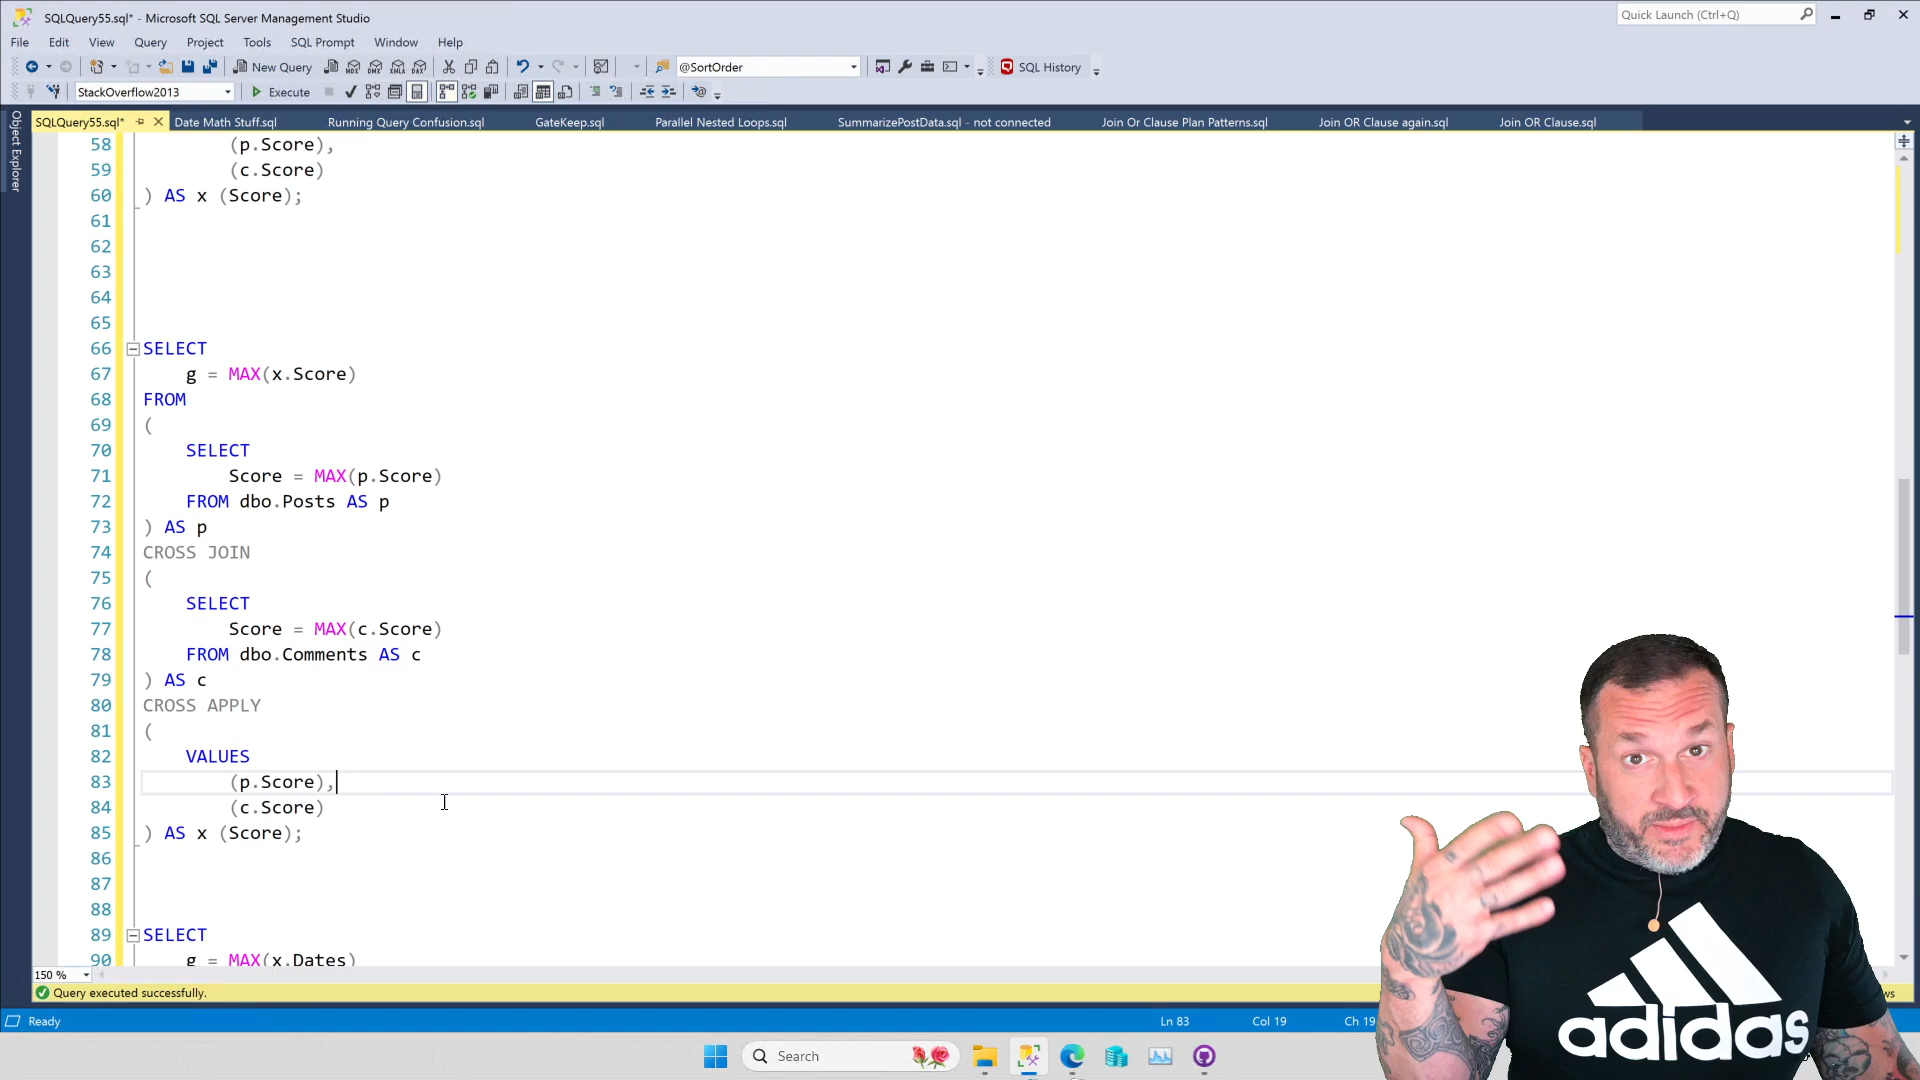 SQLQuery55.sql* - Microsoft SQL Server Management Studio
Quick Launch (Ctrl+Q)
File Edit View Query Project Tools SQL Prompt Window Help
New Query @SortOrder SQL History
StackOverflow2013 Execute
SQLQuery55.sql* Date Math Stuff.sql Running Query Confusion.sql GateKeep.sql Parallel Nested Loops.sql SummarizePostData.sql - not connected Join Or Clause Plan Patterns.sql Join OR Clause again.sql Join OR Clause.sql
Object Explorer
58 (p.Score),
59 (c.Score)
60 ) AS x (Score);
61
62
63
64
65
66 SELECT
67 g = MAX(x.Score)
68 FROM
69 (
70 SELECT
71 Score = MAX(p.Score)
72 FROM dbo.Posts AS p
73 ) AS p
74 CROSS JOIN
75 (
76 SELECT
77 Score = MAX(c.Score)
78 FROM dbo.Comments AS c
79 ) AS c
80 CROSS APPLY
81 (
82 VALUES
83 (p.Score),
84 (c.Score)
85 ) AS x (Score);
86
87
88
89 SELECT
90 g = MAX(x.Dates)
150 %
Query executed successfully.
Ready Ln 83 Col 19 Ch 19
Search
adidas